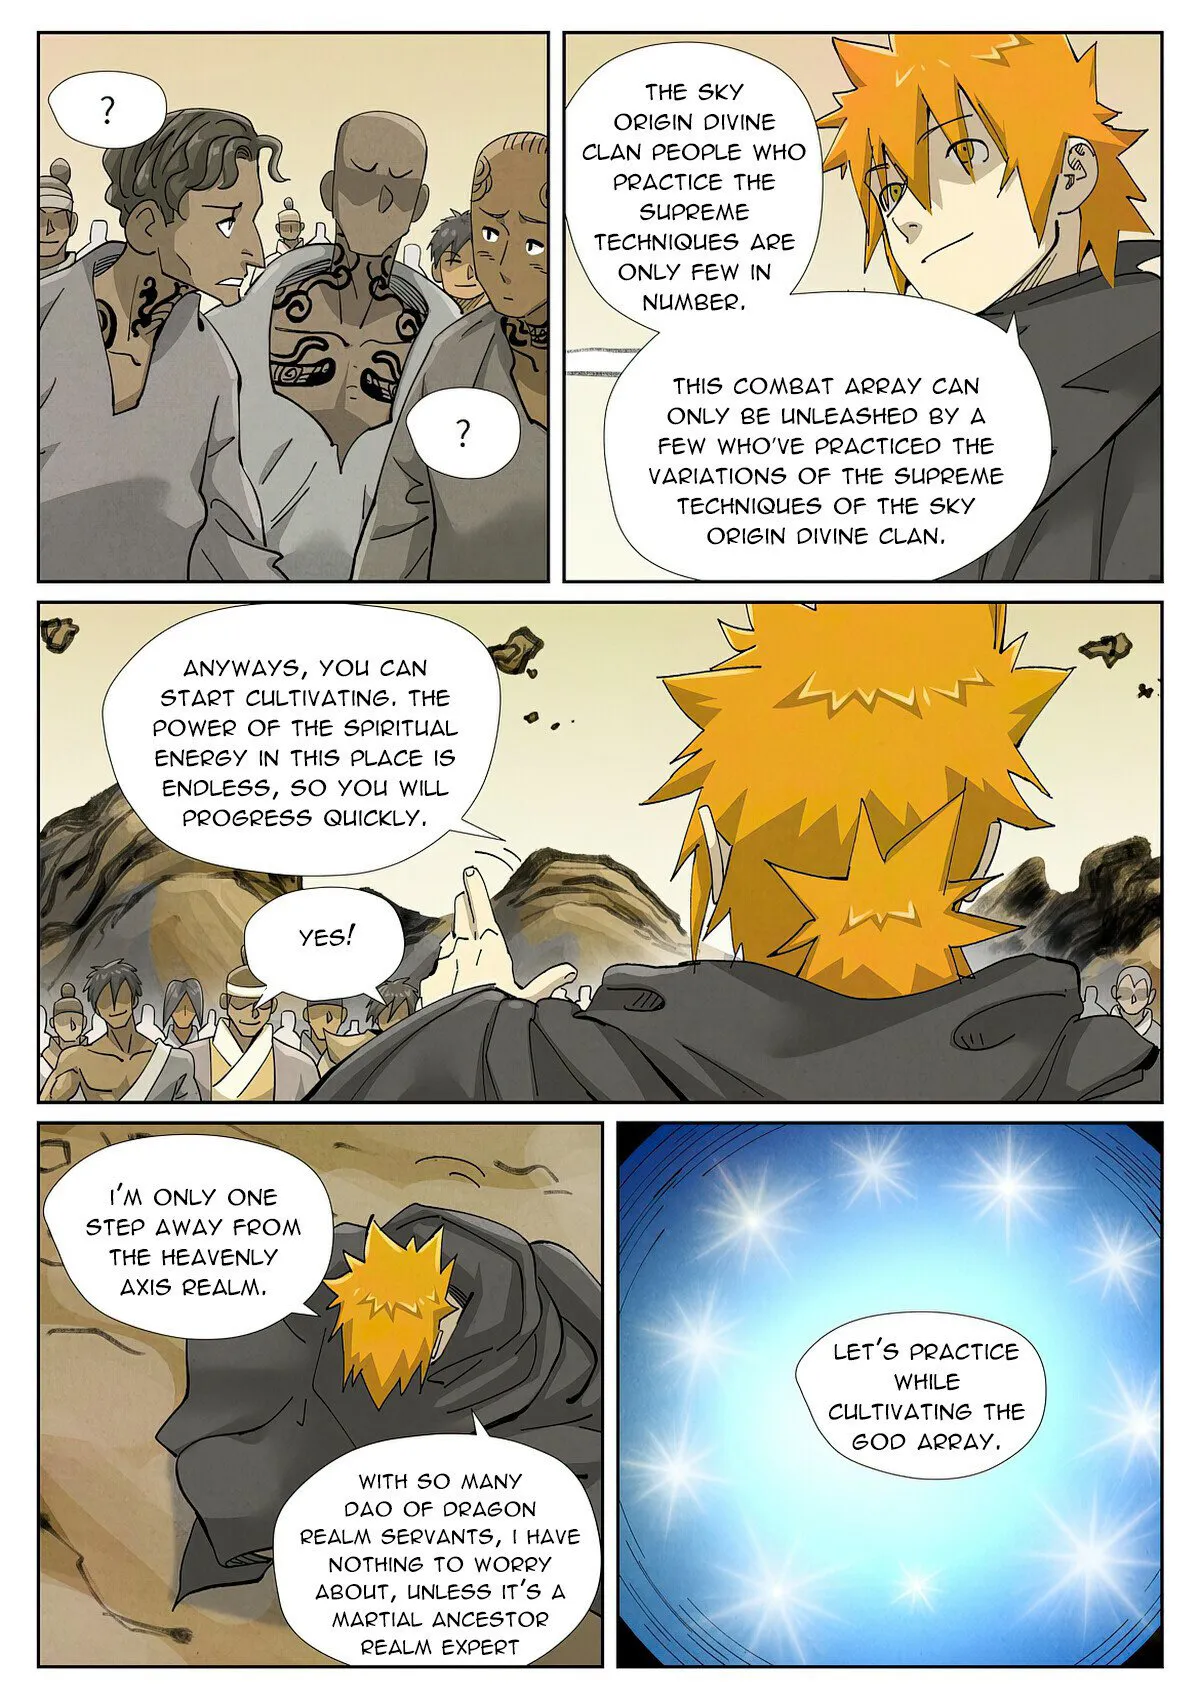 ?
?
THE SKY
ORIGIN DIVINE
CLAN PEOPLE WHO
PRACTICE THE
SUPREME
TECHNIQUES ARE
ONLY FEW IN
NUMBER.
THIS COMBAT ARRAY CAN
ONLY BE UNLEASHED BY A
FEW WHO'VE PRACTICED THE
VARIATIONS OF THE SUPREME
TECHNIQUES OF THE SKY
ORIGIN DIVINE CLAN.
ANYWAYS, YOU CAN
START CULTIVATING. THE
POWER OF THE SPIRITUAL
ENERGY IN THIS PLACE IS
ENDLESS, SO YOU WILL
PROGRESS QUICKLY.
YES!
I'M ONLY ONE
STEP AWAY FROM
THE HEAVENLY
AXIS REALM.
WITH SO MANY
DAO OF DRAGON
REALM SERVANTS, I HAVE
NOTHING TO WORRY
ABOUT, UNLESS IT'S A
MARTIAL ANCESTOR
REALM EXPERT
LET'S PRACTICE
WHILE
CULTIVATING THE
GOD ARRAY.